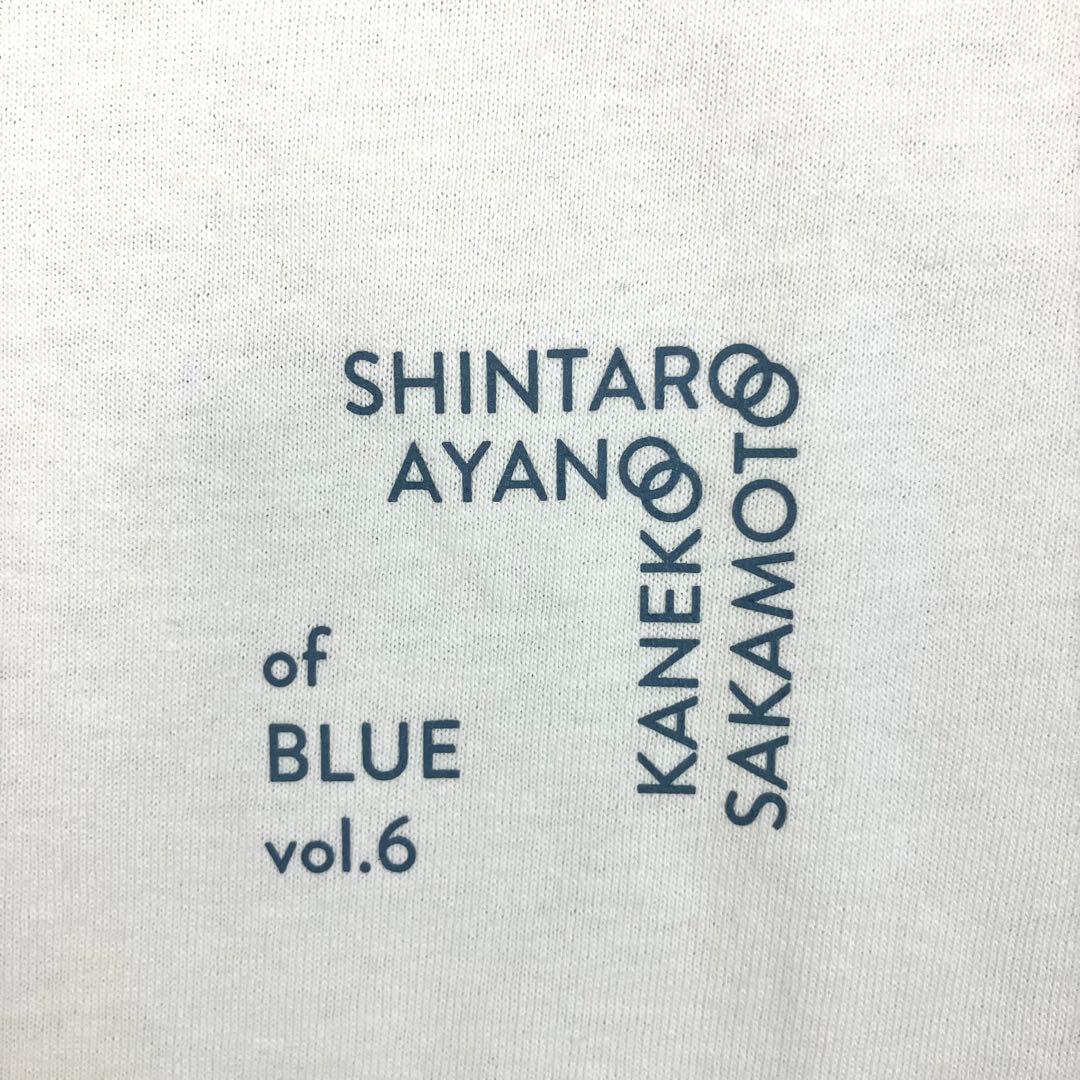 SHINTARO
SAKAMOTO
AYANO
KANEKO
of
BLUE
vol.6